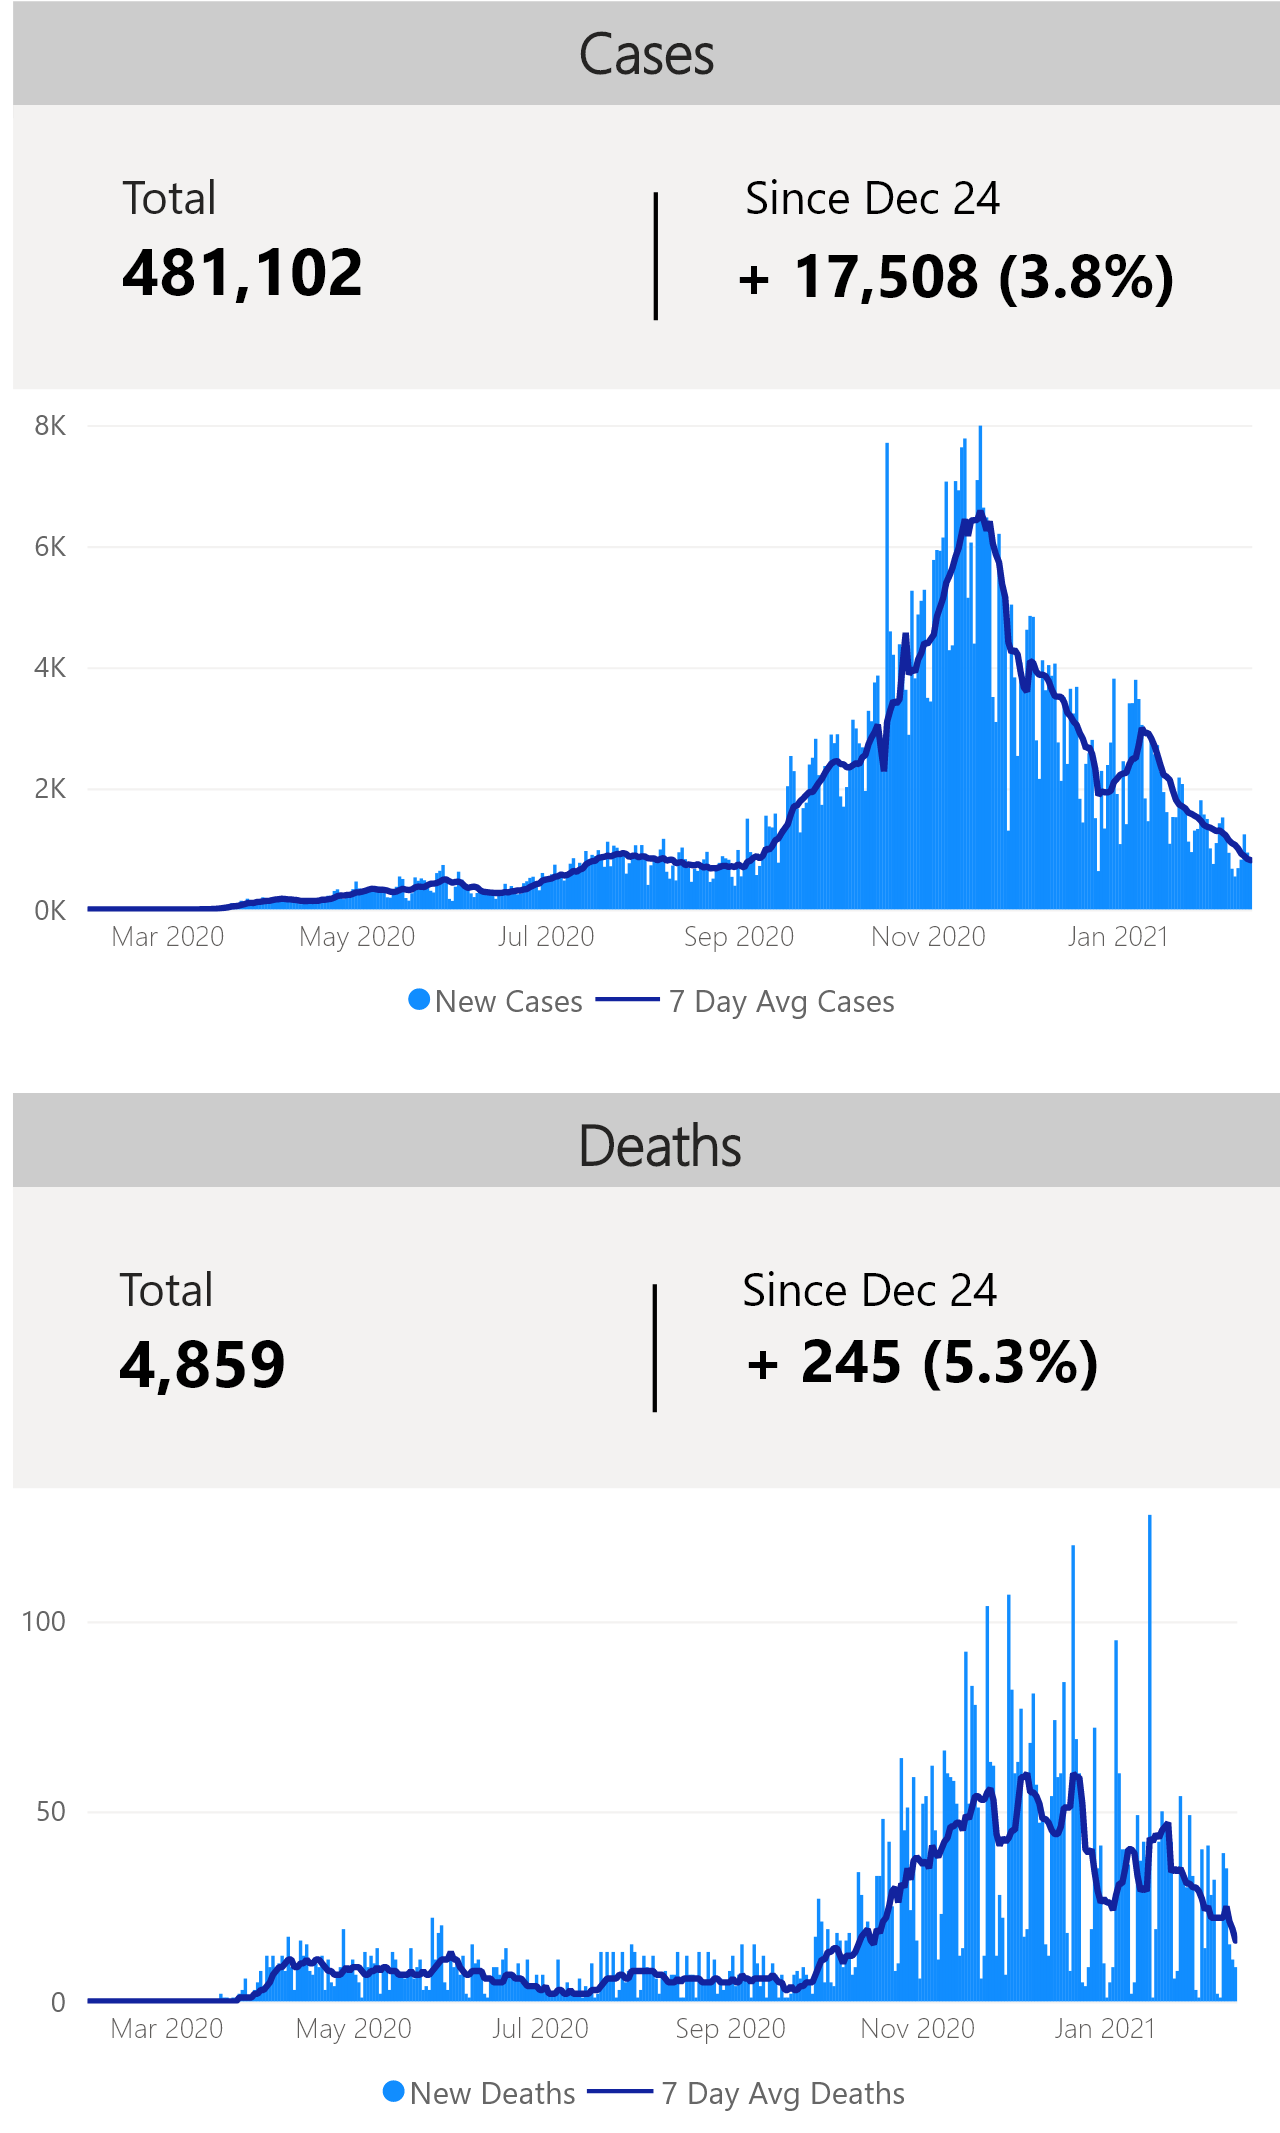 Cases
Total
Since Dec 24
481,102
+ 17,508 (3.8%)
8K
6K
4K
2K
0K
Mar 2020 May 2020 Jul 2020 Sep 2020 Nov 2020 Jan 2021
New Cases 7 Day Avg Cases
Deaths
Total
Since Dec 24
4,859
+ 245 (5.3%)
100
50
0
Mar 2020 May 2020 Jul 2020 Sep 2020 Nov 2020 Jan 2021
New Deaths 7 Day Avg Deaths